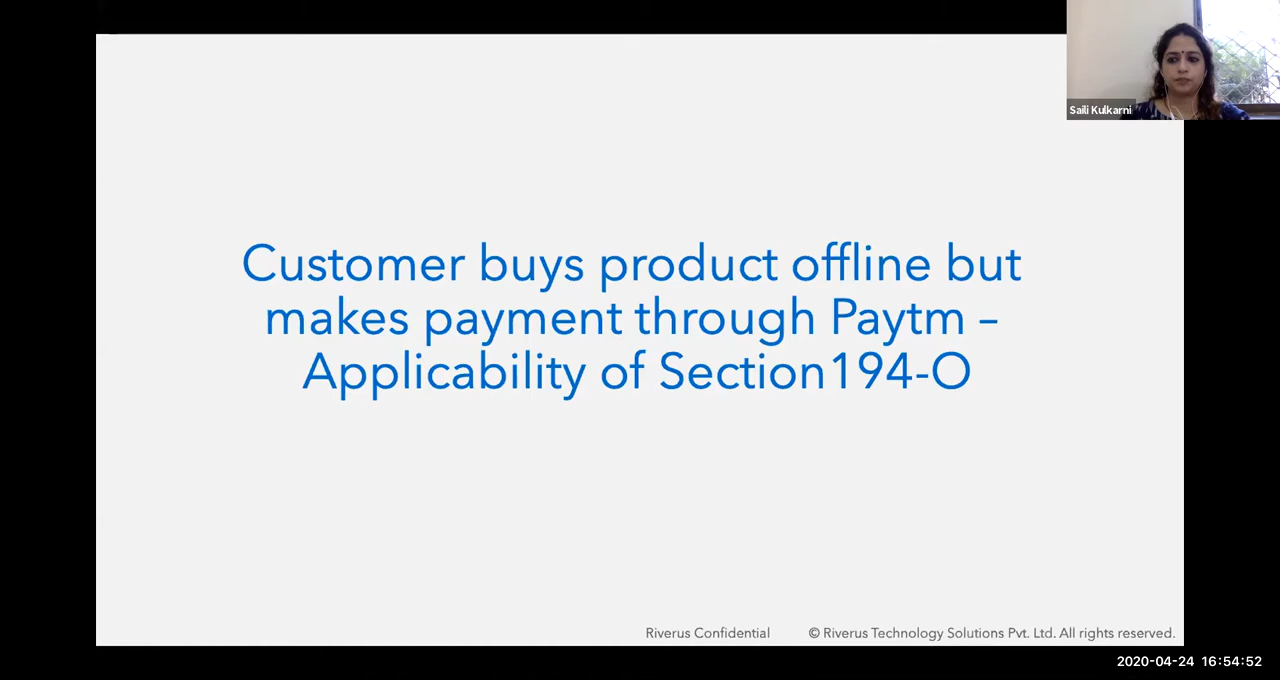 Saili Kulkarni
Customer buys product offline but
makes payment through Paytm –
Applicability of Section194-O
Riverus Confidential © Riverus Technology Solutions Pvt. Ltd. All rights reserved.
2020-04-24 16:54:52